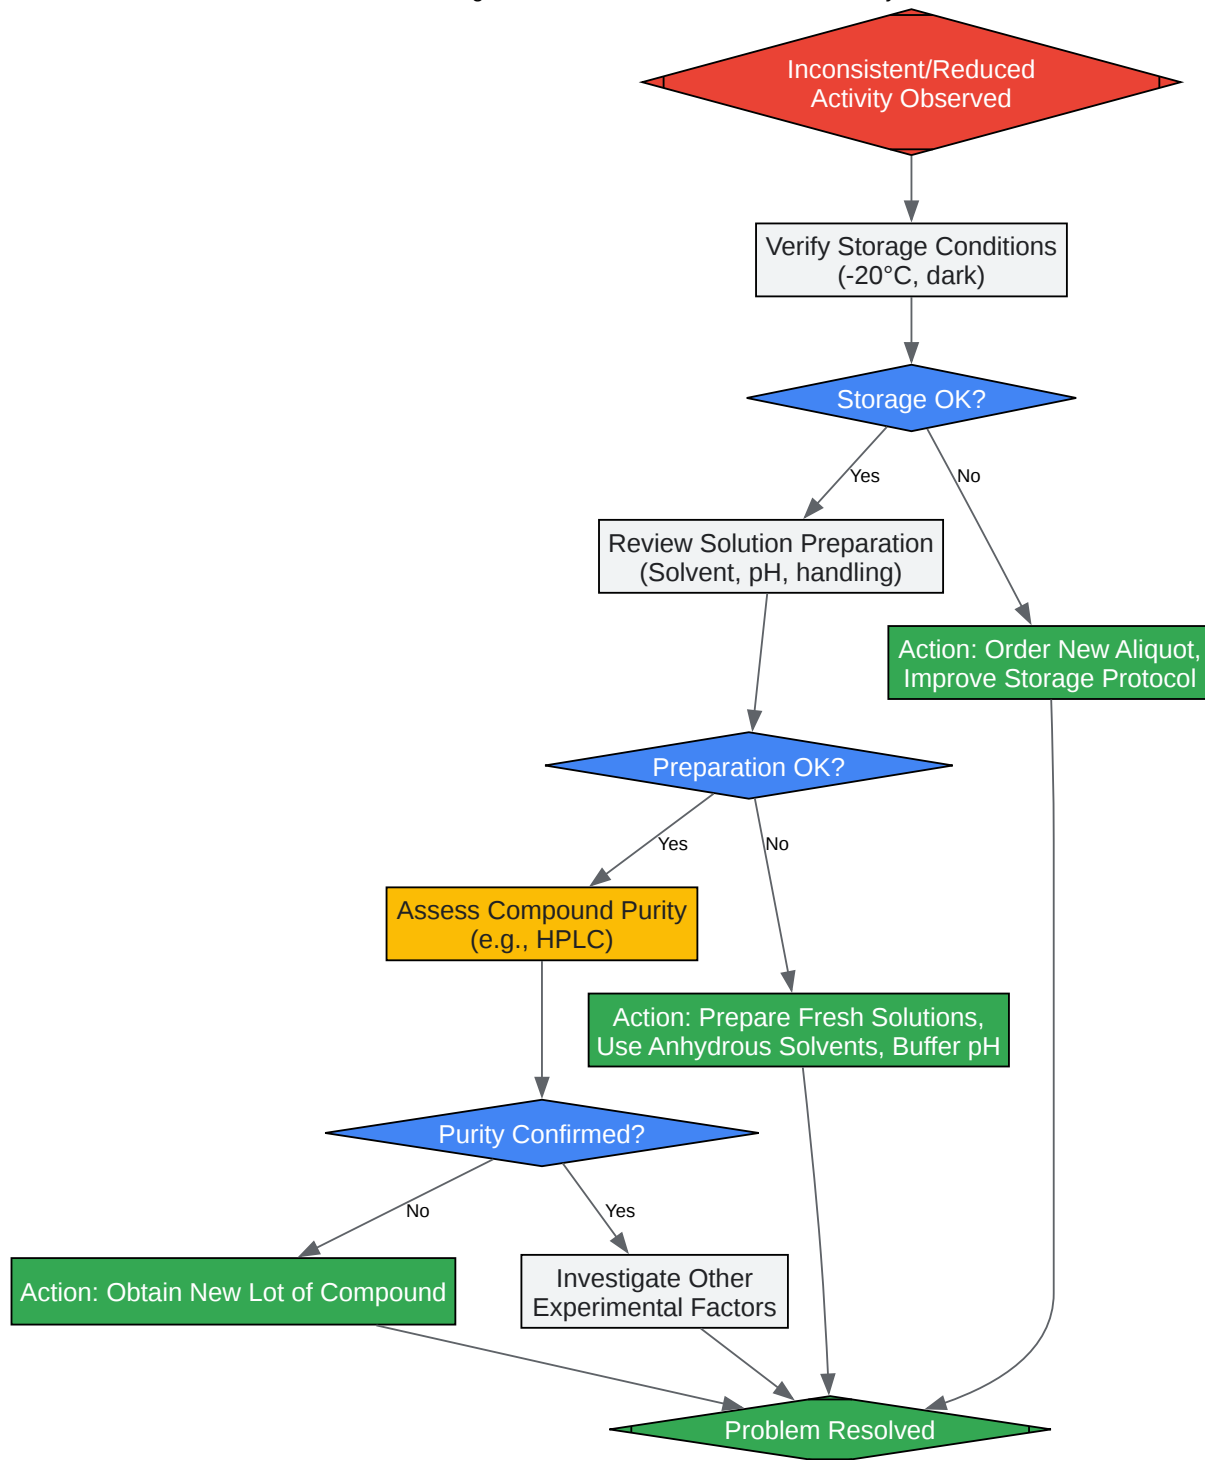 Inconsistent/Reduced
Activity Observed
Verify Storage Conditions
(-20°C, dark)
Storage OK?
Yes
No
Review Solution Preparation
(Solvent, pH, handling)
Action: Order New Aliquot,
Improve Storage Protocol
Preparation OK?
Yes
No
Assess Compound Purity
(e.g., HPLC)
Action: Prepare Fresh Solutions,
Use Anhydrous Solvents, Buffer pH
Purity Confirmed?
No
Yes
Action: Obtain New Lot of Compound
Investigate Other
Experimental Factors
Problem Resolved